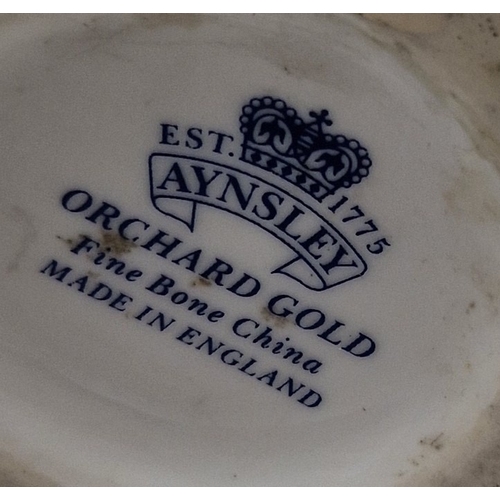 EST. 1775
AYNSLEY
ORCHARD GOLD
Fine Bone China
MADE IN ENGLAND